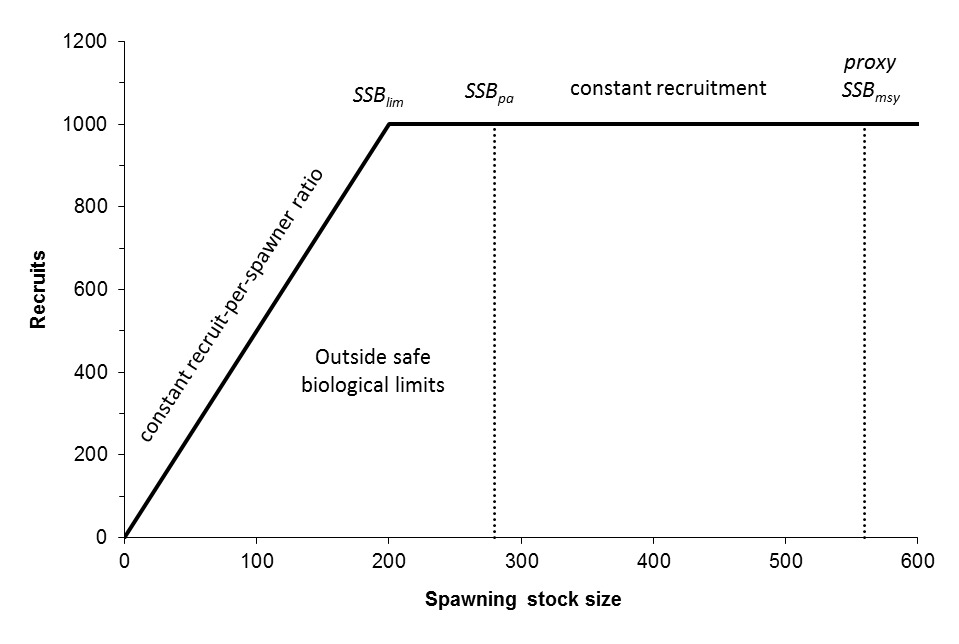 1200
1000
800
600
400
200
0
Recruits
SSBlim
SSBpa
constant recruitment
proxy
SSBmsy
constant recruit-per-spawner ratio
Outside safe
biological limits
0 100 200 300 400 500 600
Spawning stock size